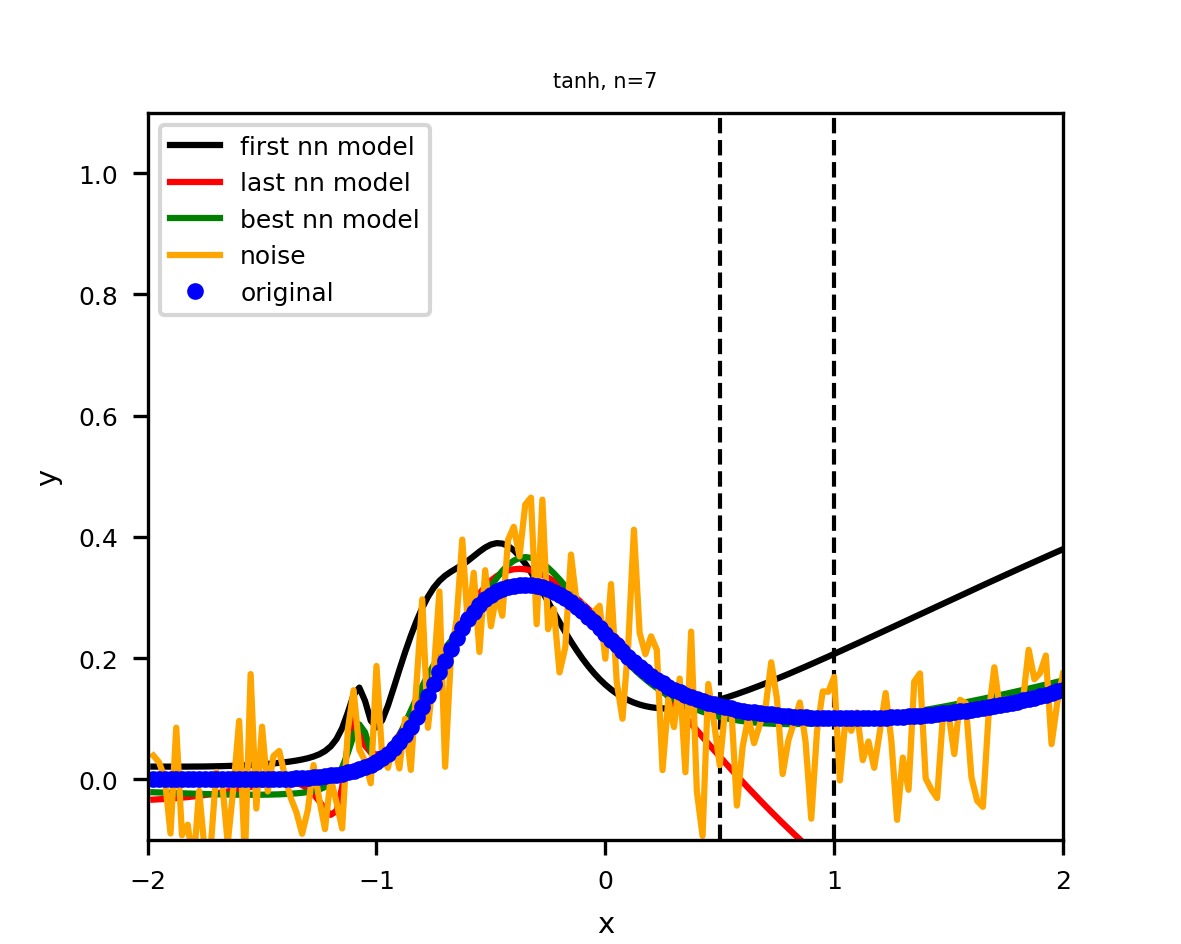 tanh, n=7
first nn model
last nn model
best nn model
noise
original
1.0
0.8
0.6
0.4
0.2
0.0
y
−2
−1
0
1
2
x